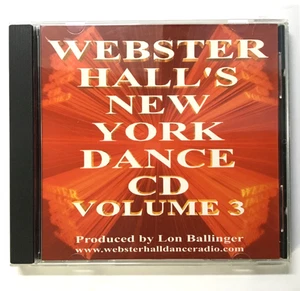 WEBSTER
HALL'S
NEW
YORK
DANCE
CD
VOLUME 3
Produced by Lon Ballinger
www.websterhalldanceradio.com